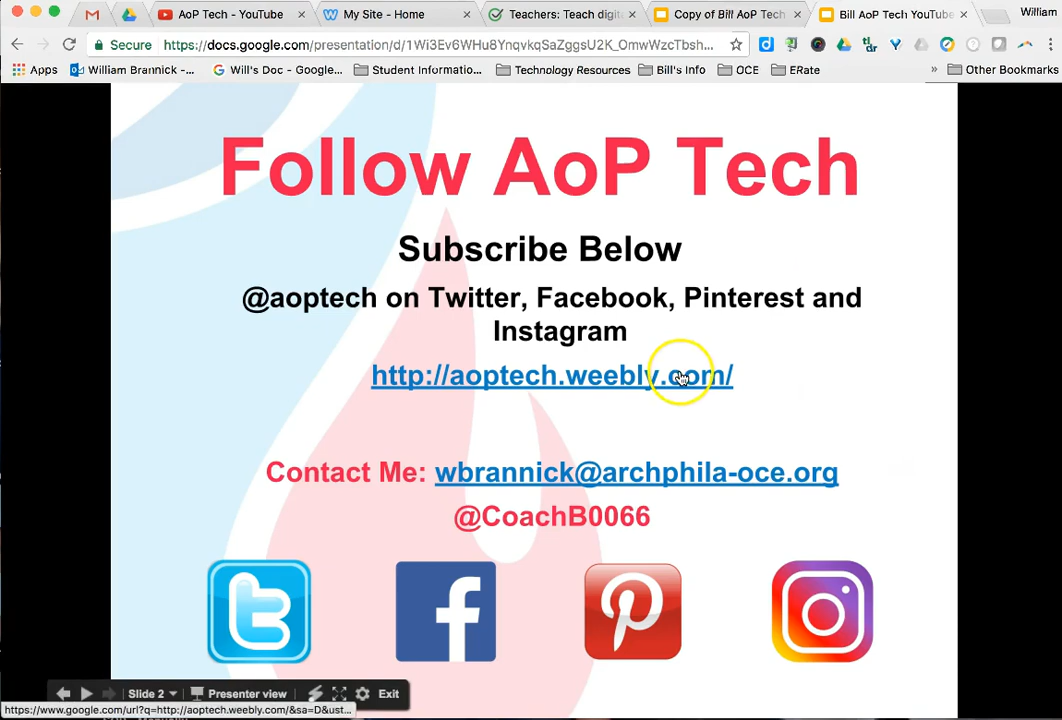 AoP Tech - YouTube
My Site - Home
Teachers: Teach digit
Copy of Bill AoP Tech
Bill AoP Tech YouTube
William
Secure
https://docs.google.com/presentation/d/1Wi3Ev6WHu8YnqvkqSaZggsU2K_OmwWzcTbsh...
d
tl;dr
Apps
William Brannick -...
Will's Doc - Google...
Student Informatio...
Technology Resources
Bill's Info
OCE
ERate
»
Other Bookmarks
Follow AoP Tech
Subscribe Below
@aoptech on Twitter, Facebook, Pinterest and
Instagram
http://aoptech.weebly.com/
Contact Me: wbrannick@archphila-oce.org
@CoachB0066
Slide 2
Presenter view
Exit
https://www.google.com/url?q=http://aoptech.weebly.com/&sa=D&ust...